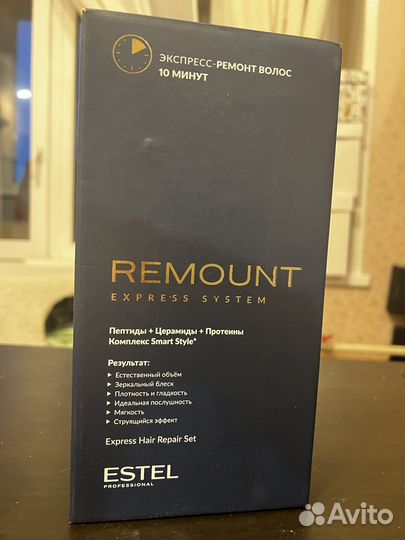 ЭКСПРЕСС-РЕМОНТ ВОЛОС
10 МИНУТ
REMOUNT
EXPRESS SYSTEM
Пептиды + Церамиды + Протеины
Комплекс Smart Style*
Результат:
• Естественный объём
• Зеркальный блеск
• Плотность и гладкость
• Идеальная послушность
• Мягкость
• Струящийся эффект
Express Hair Repair Set
ESTEL
PROFESSIONAL
Avito